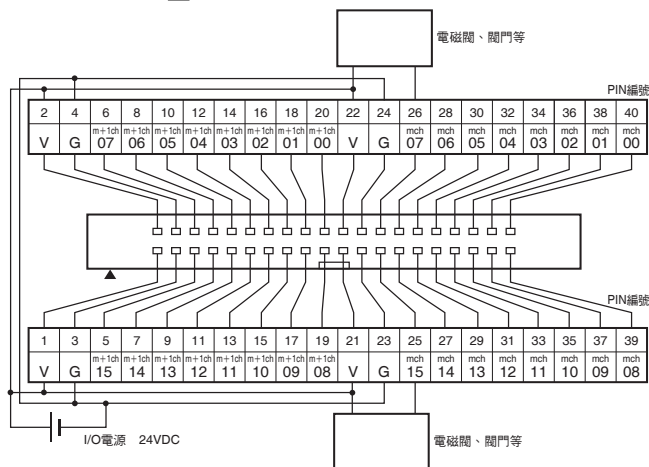 電磁閥、閥門等
PIN編號
2 4 6 8 10 12 14 16 18 20 22 24 26 28 30 32 34 36 38 40
V G m+1ch 07 m+1ch 06 m+1ch 05 m+1ch 04 m+1ch 03 m+1ch 02 m+1ch 01 m+1ch 00 V G mch 07 mch 06 mch 05 mch 04 mch 03 mch 02 mch 01 mch 00
PIN編號
1 3 5 7 9 11 13 15 17 19 21 23 25 27 29 31 33 35 37 39
V G m+1ch 15 m+1ch 14 m+1ch 13 m+1ch 12 m+1ch 11 m+1ch 10 m+1ch 09 m+1ch 08 V G mch 15 mch 14 mch 13 mch 12 mch 11 mch 10 mch 09 mch 08
I/O電源 24VDC
電磁閥、閥門等